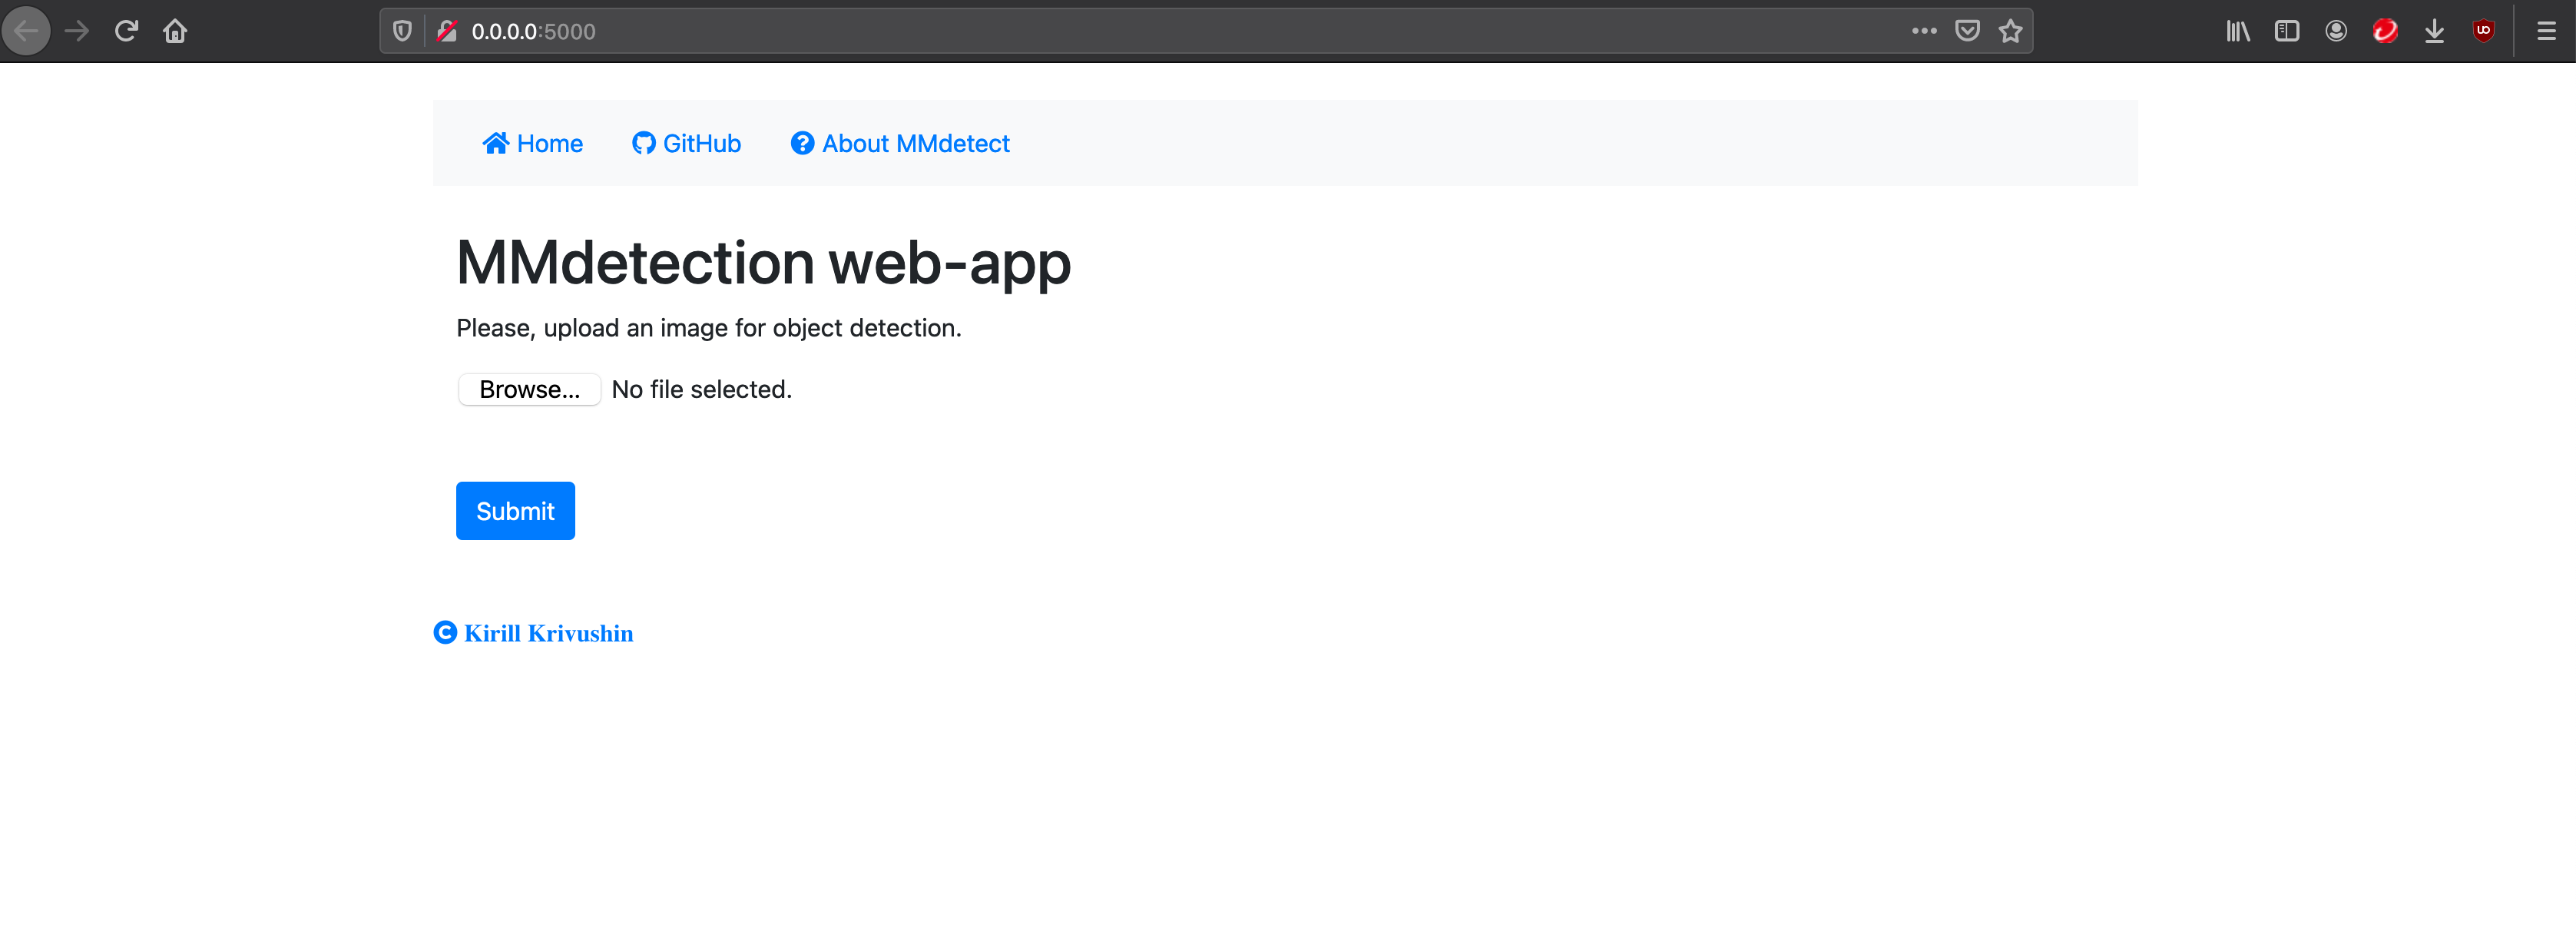 0.0.0.0:5000
Home GitHub About MMdetect
MMdetection web-app
Please, upload an image for object detection.
Browse... No file selected.
Submit
Kirill Krivushin